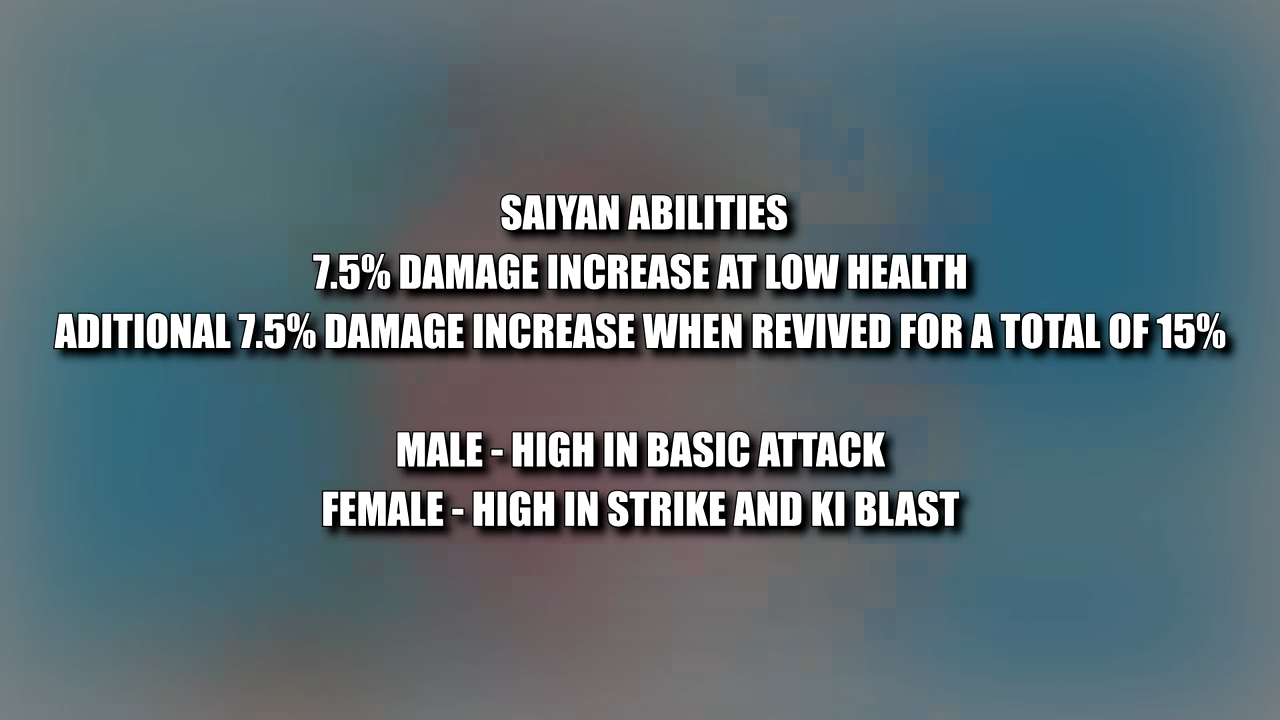 SAIYAN ABILITIES
7.5% DAMAGE INCREASE AT LOW HEALTH
ADITIONAL 7.5% DAMAGE INCREASE WHEN REVIVED FOR A TOTAL OF 15%
MALE - HIGH IN BASIC ATTACK
FEMALE - HIGH IN STRIKE AND KI BLAST